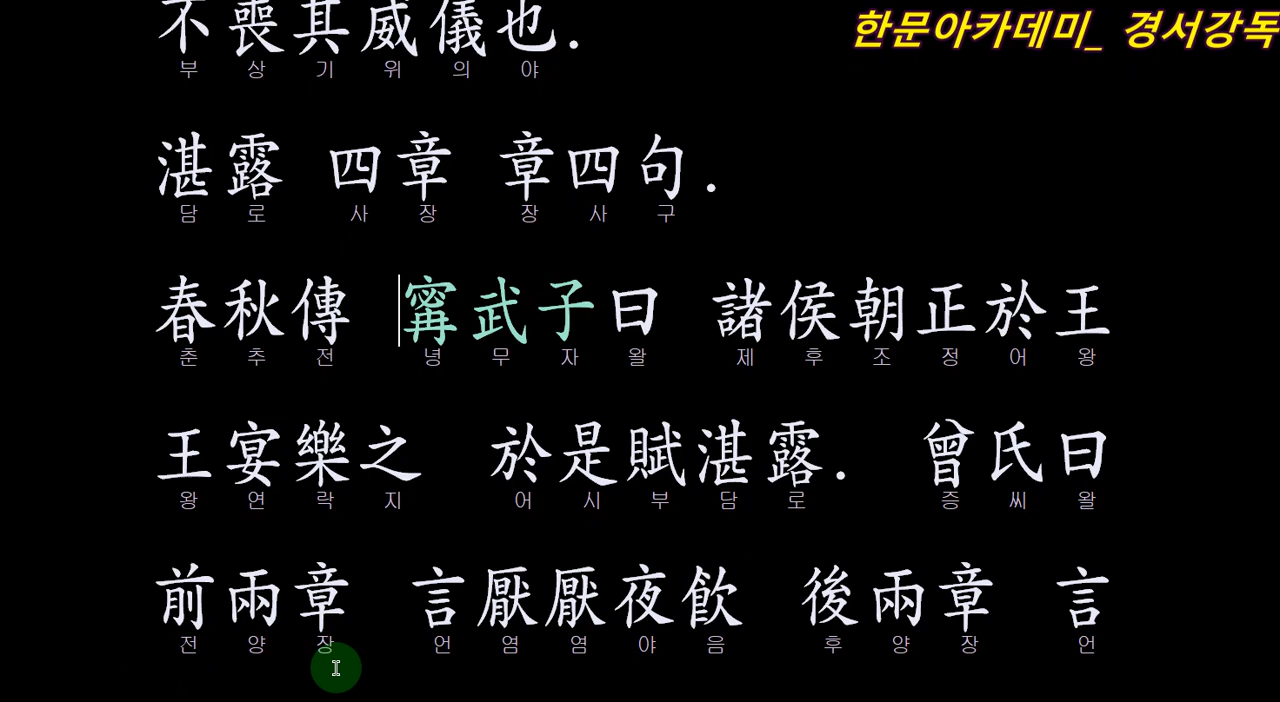 한문아카데미_ 경서강독
不喪其威儀也.
부 상 기 위 의 야
湛露 四章 章四句.
담 로 사 장 장 사 구
春秋傳 甯武子曰 諸侯朝正於王
춘 추 전 녕 무 자 왈 제 후 조 정 어 왕
王宴樂之 於是賦湛露. 曾氏曰
왕 연 락 지 어 시 부 담 로 증 씨 왈
前兩章 言厭厭夜飮 後兩章 言
전 양 장 언 염 염 야 음 후 양 장 언